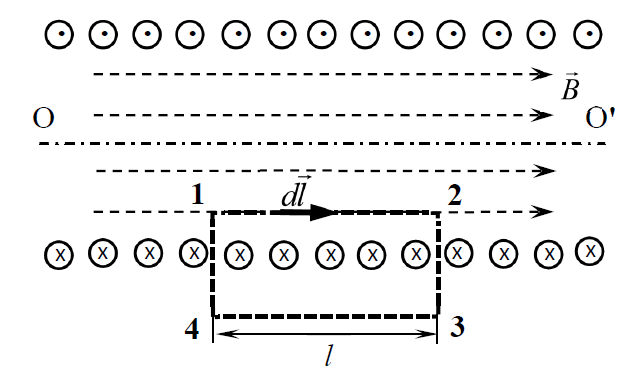 B⃗
O O'
1 dl⃗ 2
x x x x x x x x x x x x x
4 3
l